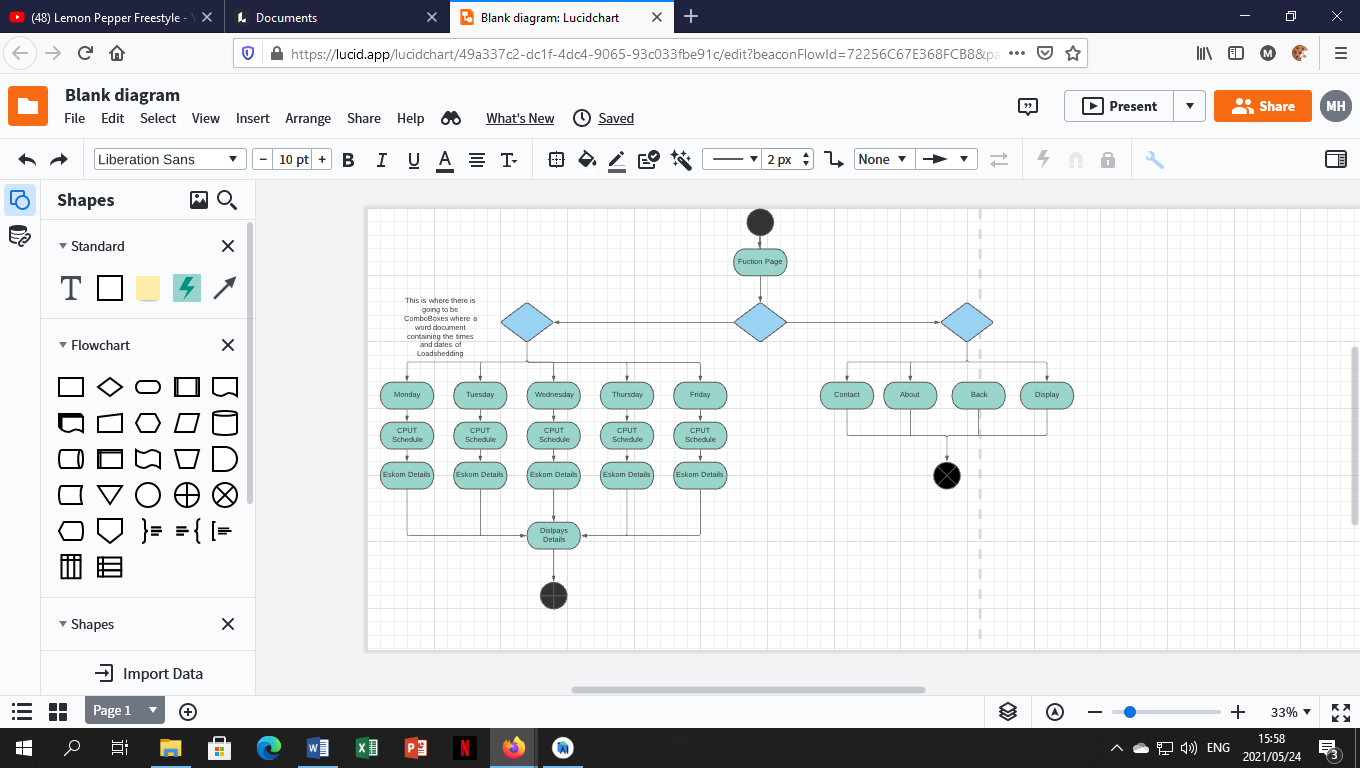 (48) Lemon Pepper Freestyle -
Documents
Blank diagram: Lucidchart
https://lucid.app/lucidchart/49a337c2-dc1f-4dc4-9065-93c033fbe91c/edit?beaconFlowId=72256C67E368FCB8&pa
M
Blank diagram
File Edit Select View Insert Arrange Share Help What's New Saved
Present
Share
MH
Liberation Sans
− 10 pt +
B I U A T
2 px
None
Shapes
Standard
T
Flowchart
Shapes
Import Data
Fuction Page
This is where there is
going to be
ComboBoxes where a
word document
containing the times
and dates of
Loadshedding
Monday Tuesday Wednesday Thursday Friday
Contact About Back Display
CPUT
Schedule
CPUT
Schedule
CPUT
Schedule
CPUT
Schedule
CPUT
Schedule
Eskom Details Eskom Details Eskom Details Eskom Details Eskom Details
Dislpays
Details
Page 1
33%
ENG
15:58
2021/05/24
3